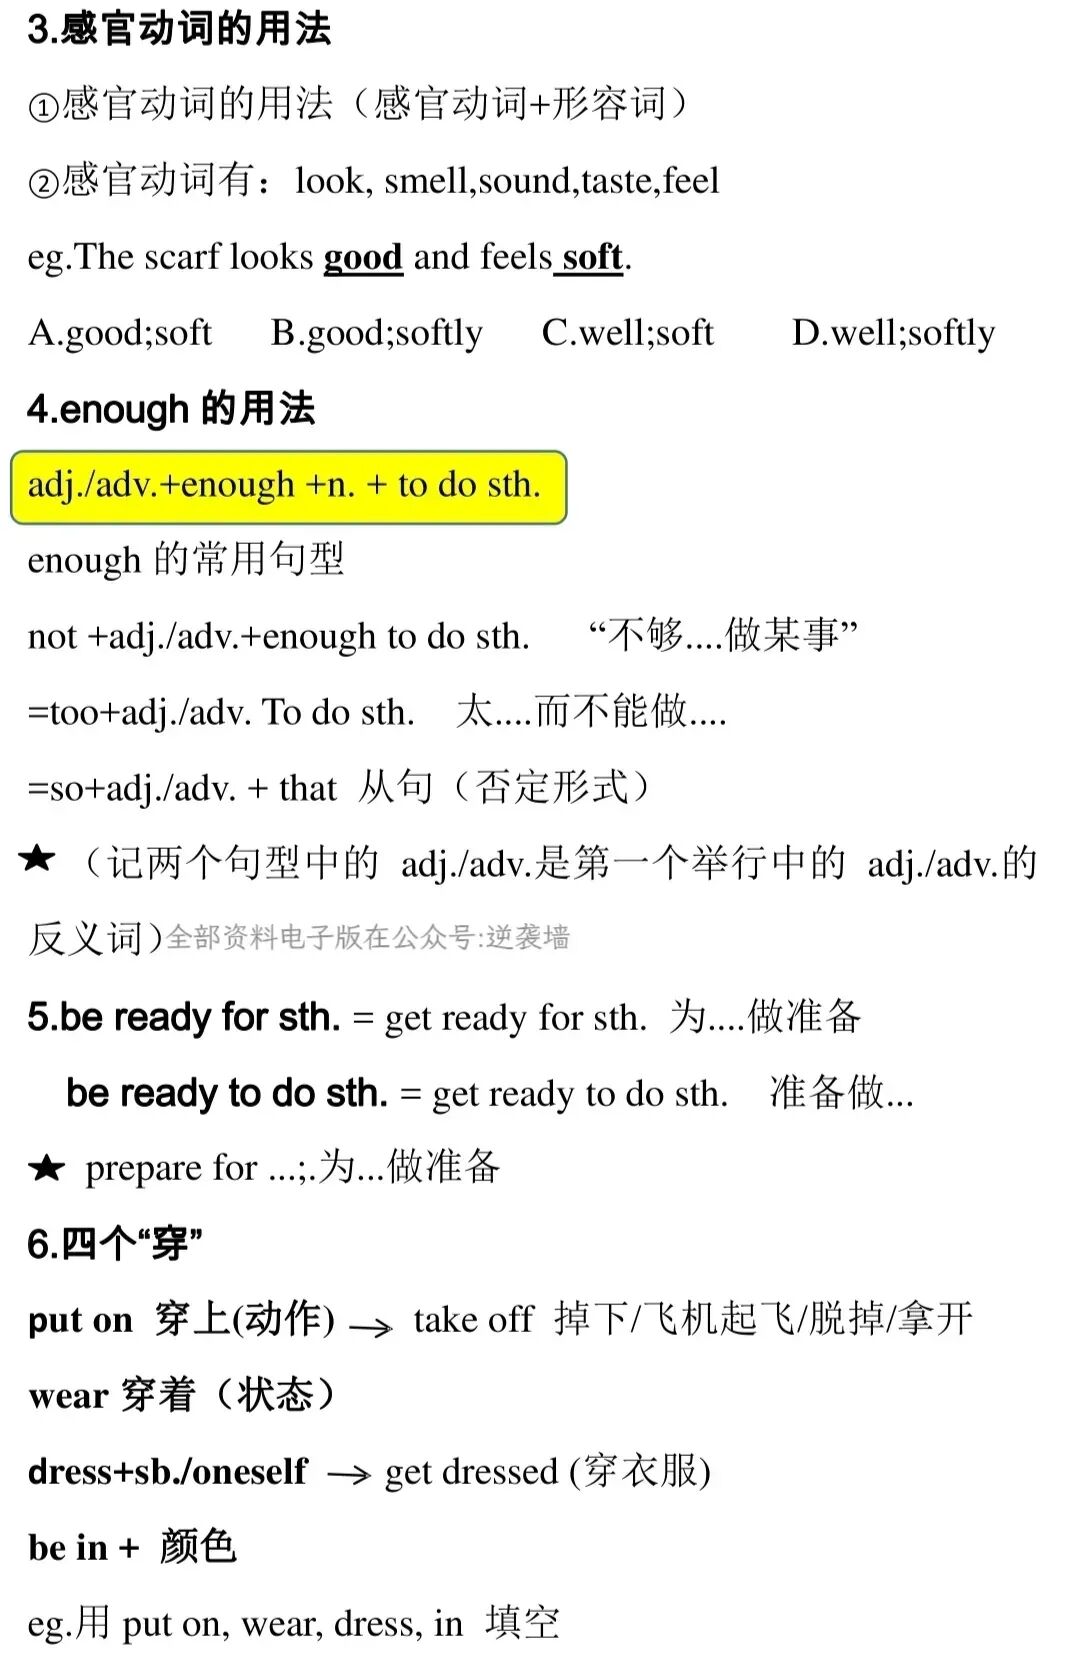 3.感官动词的用法
①感官动词的用法（感官动词+形容词）
②感官动词有：look, smell,sound,taste,feel
eg.The scarf looks good and feels soft.
A.good;soft B.good;softly C.well;soft D.well;softly
4.enough 的用法
adj./adv.+enough +n. + to do sth.
enough 的常用句型
not +adj./adv.+enough to do sth. “不够....做某事”
=too+adj./adv. To do sth. 太....而不能做....
=so+adj./adv. + that 从句（否定形式）
★（记两个句型中的 adj./adv.是第一个举行中的 adj./adv.的
反义词)全部资料电子版在公众号:逆袭墙
5.be ready for sth. = get ready for sth. 为....做准备
be ready to do sth. = get ready to do sth. 准备做...
★ prepare for ...;.为...做准备
6.四个“穿”
put on 穿上(动作) → take off 掉下/飞机起飞/脱掉/拿开
wear 穿着（状态）
dress+sb./oneself → get dressed (穿衣服)
be in + 颜色
eg.用 put on, wear, dress, in 填空